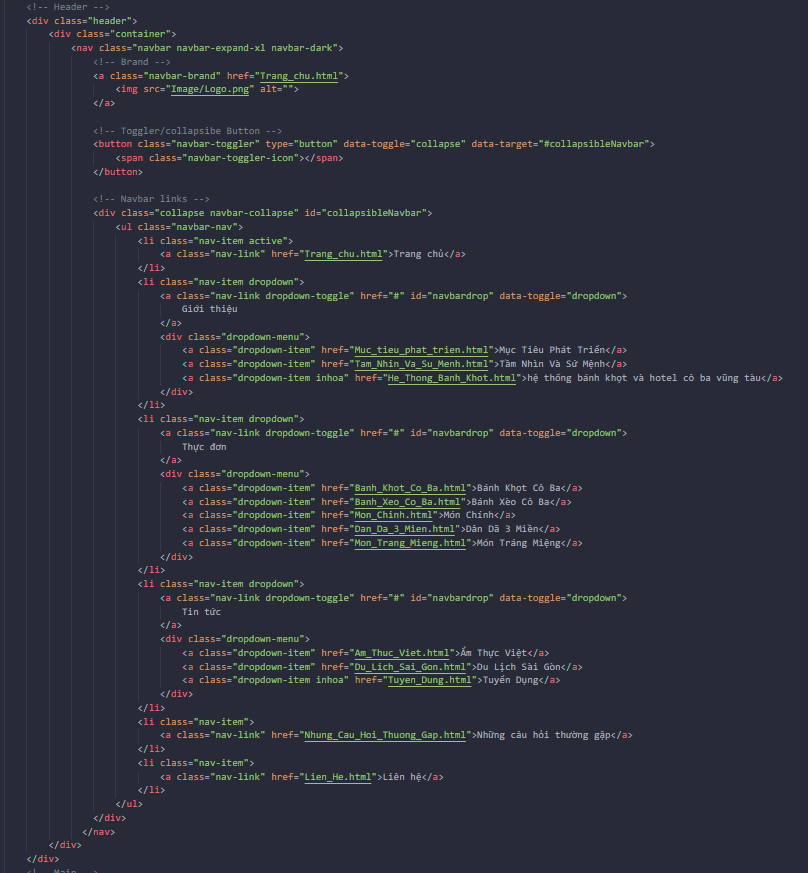 <!-- Header -->
<div class="header">
<div class="container">
<nav class="navbar navbar-expand-xl navbar-dark">
<!-- Brand -->
<a class="navbar-brand" href="Trang_chu.html">
<img src="Image/Logo.png" alt="">
</a>
<!-- Toggler/collapsibe Button -->
<button class="navbar-toggler" type="button" data-toggle="collapse" data-target="#collapsibleNavbar">
<span class="navbar-toggler-icon"></span>
</button>
<!-- Navbar links -->
<div class="collapse navbar-collapse" id="collapsibleNavbar">
<ul class="navbar-nav">
<li class="nav-item active">
<a class="nav-link" href="Trang_chu.html">Trang chủ</a>
</li>
<li class="nav-item dropdown">
<a class="nav-link dropdown-toggle" href="#" id="navbardrop" data-toggle="dropdown">
Giới thiệu
</a>
<div class="dropdown-menu">
<a class="dropdown-item" href="Muc_tieu_phat_trien.html">Mục Tiêu Phát Triển</a>
<a class="dropdown-item" href="Tam_Nhin_Va_Su_Menh.html">Tầm Nhìn Và Sứ Mệnh</a>
<a class="dropdown-item inhoa" href="He_Thong_Banh_Khot.html">hệ thống bánh khọt và hotel cô ba vũng tàu</a>
</div>
</li>
<li class="nav-item dropdown">
<a class="nav-link dropdown-toggle" href="#" id="navbardrop" data-toggle="dropdown">
Thực đơn
</a>
<div class="dropdown-menu">
<a class="dropdown-item" href="Banh_Khot_Co_Ba.html">Bánh Khọt Cô Ba</a>
<a class="dropdown-item" href="Banh_Xeo_Co_Ba.html">Bánh Xèo Cô Ba</a>
<a class="dropdown-item" href="Mon_Chinh.html">Món Chính</a>
<a class="dropdown-item" href="Dan_Da_3_Mien.html">Dân Dã 3 Miền</a>
<a class="dropdown-item" href="Mon_Trang_Mieng.html">Món Tráng Miệng</a>
</div>
</li>
<li class="nav-item dropdown">
<a class="nav-link dropdown-toggle" href="#" id="navbardrop" data-toggle="dropdown">
Tin tức
</a>
<div class="dropdown-menu">
<a class="dropdown-item" href="Am_Thuc_Viet.html">Ẩm Thực Việt</a>
<a class="dropdown-item" href="Du_Lich_Sai_Gon.html">Du Lịch Sài Gòn</a>
<a class="dropdown-item inhoa" href="Tuyen_Dung.html">Tuyển Dụng</a>
</div>
</li>
<li class="nav-item">
<a class="nav-link" href="Nhung_Cau_Hoi_Thuong_Gap.html">Những câu hỏi thường gặp</a>
</li>
<li class="nav-item">
<a class="nav-link" href="Lien_He.html">Liên hệ</a>
</li>
</ul>
</div>
</nav>
</div>
</div>
<!-- Main -->